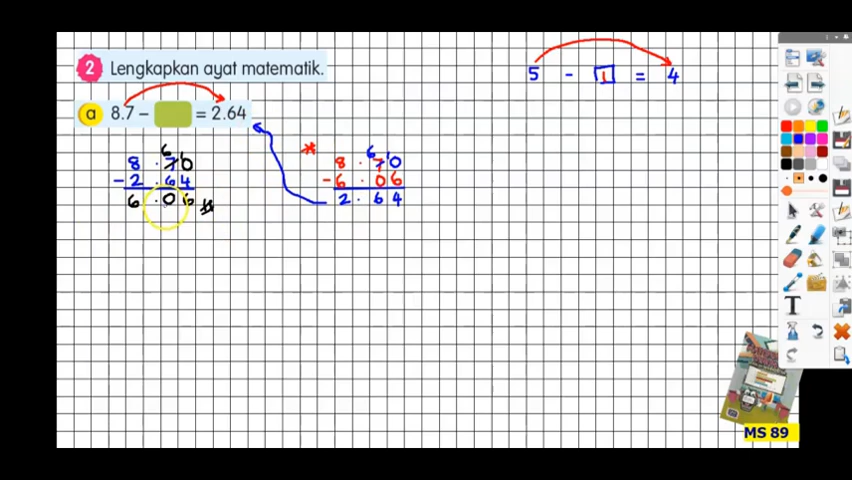 2 Lengkapkan ayat matematik.
5 - 1 = 4
a 8.7 – = 2.64
6 10
8 . 7 0
- 2 . 6 4
6 . 0 6
* 6 10
8 . 7 0
- 6 . 0 6
2 . 6 4
T
MS 89